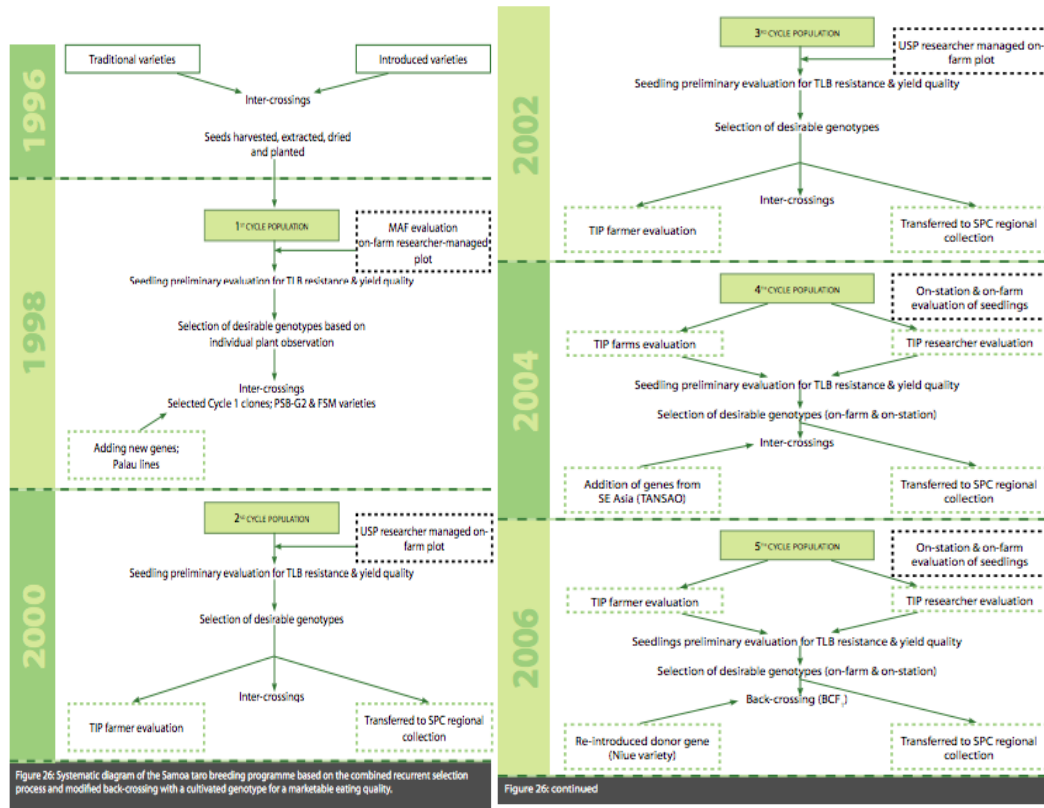 1996
Traditional varieties
Introduced varieties
Inter-crossings
Seeds harvested, extracted, dried
and planted
1998
1ST CYCLE POPULATION
MAF evaluation
on-farm researcher-managed
plot
Seedling preliminary evaluation for TLB resistance & yield quality
Selection of desirable genotypes based on
individual plant observation
Inter-crossings
Selected Cycle 1 clones; PSB-G2 & FSM varieties
Adding new genes;
Palau lines
2000
2ND CYCLE POPULATION
USP researcher managed on-
farm plot
Seedling preliminary evaluation for TLB resistance & yield quality
Selection of desirable genotypes
Inter-crossings
TIP farmer evaluation
Transferred to SPC regional
collection
Figure 26: Systematic diagram of the Samoa taro breeding programme based on the combined recurrent selection
process and modified back-crossing with a cultivated genotype for a marketable eating quality.
2002
3RD CYCLE POPULATION
USP researcher managed on-
farm plot
Seedling preliminary evaluation for TLB resistance & yield quality
Selection of desirable genotypes
Inter-crossings
TIP farmer evaluation
Transferred to SPC regional
collection
2004
4TH CYCLE POPULATION
On-station & on-farm
evaluation of seedlings
TIP farms evaluation
TIP researcher evaluation
Seedling preliminary evaluation for TLB resistance & yield quality
Selection of desirable genotypes (on-farm & on-station)
Inter-crossings
Addition of genes from
SE Asia (TANSAO)
Transferred to SPC regional
collection
2006
5TH CYCLE POPULATION
On-station & on-farm
evaluation of seedlings
TIP farmer evaluation
TIP researcher evaluation
Seedlings preliminary evaluation for TLB resistance & yield quality
Selection of desirable genotypes (on-farm & on-station)
Back-crossing
Re-introduced donor gene
(Niue variety)
Transferred to SPC regional
collection
Figure 26: continued